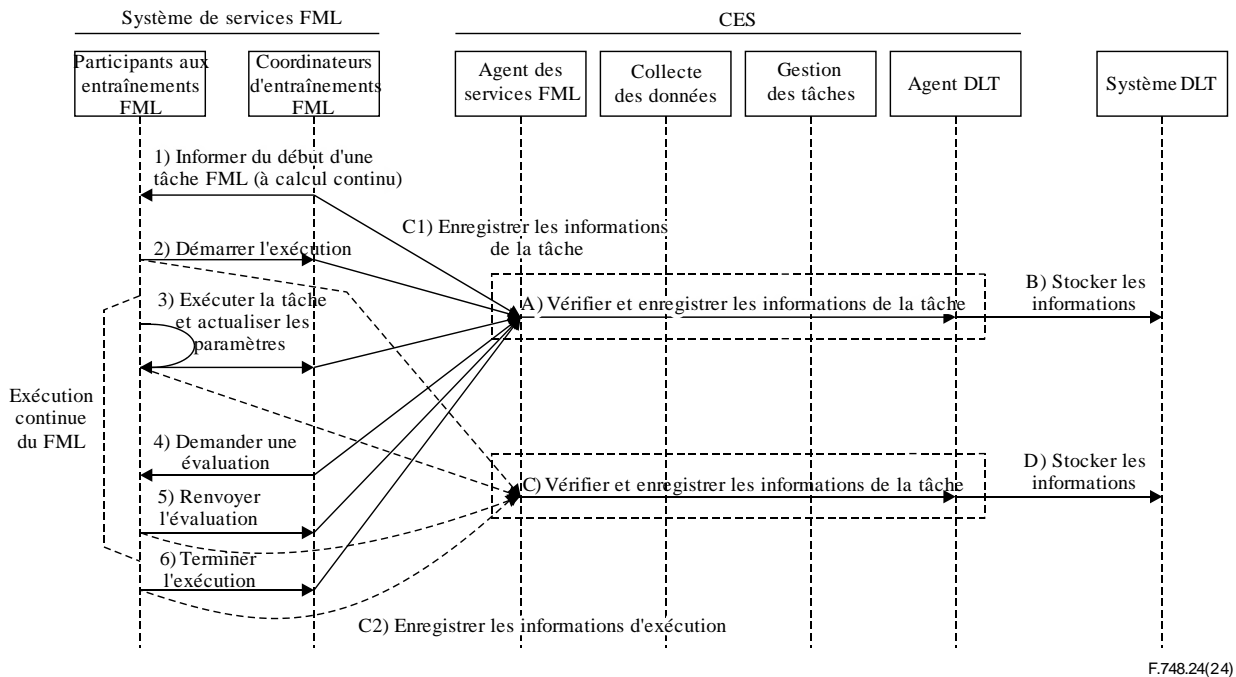 Système de services FML
CES
Participants aux
entraînements
FML
Coordinateurs
d'entraînements
FML
Agent des
services FML
Collecte
des données
Gestion
des tâches
Agent DLT
Système DLT
1) Informer du début d'une
tâche FML (à calcul continu)
C1) Enregistrer les informations
de la tâche
2) Démarrer l'exécution
3) Exécuter la tâche
et actualiser les
paramètres
A) Vérifier et enregistrer les informations de la tâche
B) Stocker les
informations
Exécution
continue
du FML
4) Demander une
évaluation
C) Vérifier et enregistrer les informations de la tâche
D) Stocker les
informations
5) Renvoyer
l'évaluation
6) Terminer
l'exécution
C2) Enregistrer les informations d'exécution
F.748.24(24)